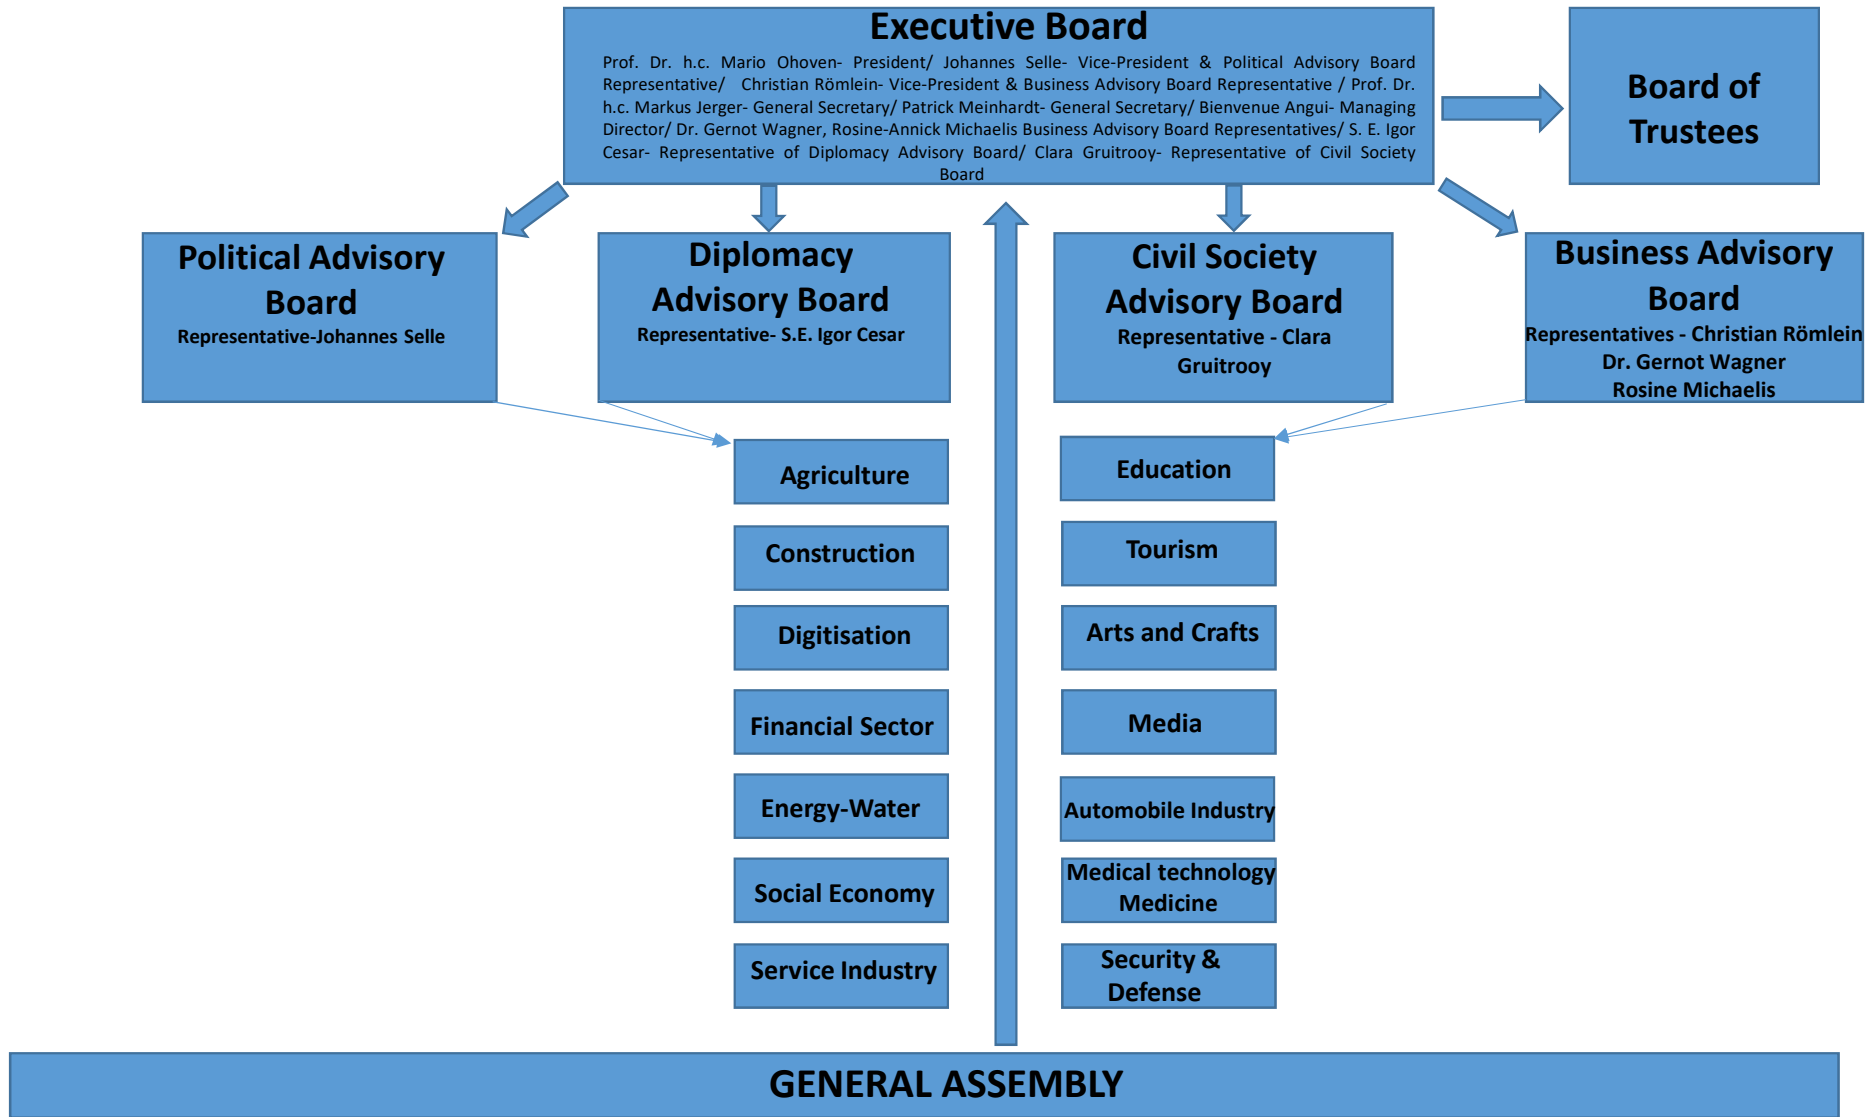 Executive Board
Prof. Dr. h.c. Mario Ohoven- President/ Johannes Selle- Vice-President & Political Advisory Board
Representative/ Christian Römlein- Vice-President & Business Advisory Board Representative / Prof. Dr.
h.c. Markus Jerger- General Secretary/ Patrick Meinhardt- General Secretary/ Bienvenue Angui- Managing
Director/ Dr. Gernot Wagner, Rosine-Annick Michaelis Business Advisory Board Representatives/ S. E. Igor
Cesar- Representative of Diplomacy Advisory Board/ Clara Gruitrooy- Representative of Civil Society
Board
Board of
Trustees
Political Advisory
Board
Representative-Johannes Selle
Diplomacy
Advisory Board
Representative- S.E. Igor Cesar
Civil Society
Advisory Board
Representative - Clara
Gruitrooy
Business Advisory
Board
Representatives - Christian Römlein
Dr. Gernot Wagner
Rosine Michaelis
Agriculture
Construction
Digitisation
Financial Sector
Energy-Water
Social Economy
Service Industry
Education
Tourism
Arts and Crafts
Media
Automobile Industry
Medical technology
Medicine
Security &
Defense
GENERAL ASSEMBLY